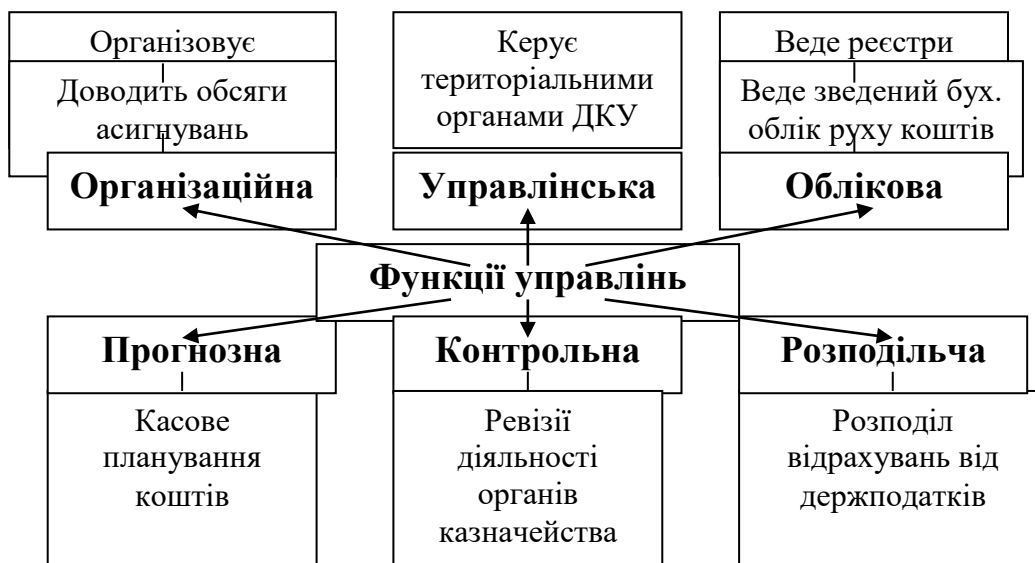 Організовує
Доводить обсяги
асигнувань
Організаційна
Керує
територіальними
органами ДКУ
Управлінська
Веде реєстри
Веде зведений бух.
облік руху коштів
Облікова
Функції управлінь
Прогнозна
Касове
планування
коштів
Контрольна
Ревізії
діяльності
органів
казначейства
Розподільча
Розподіл
відрахувань від
держподатків